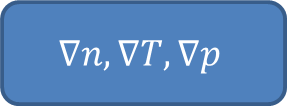 ∇n, ∇T, ∇p